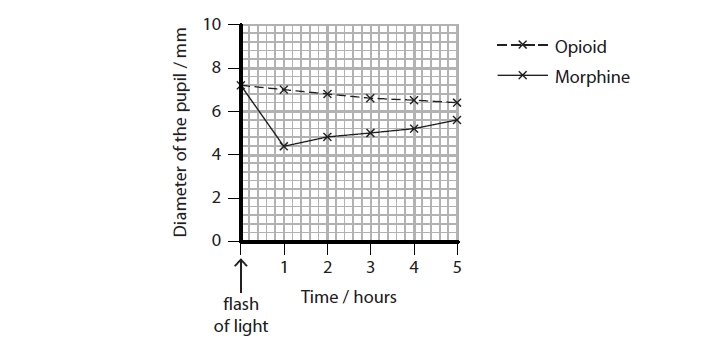 Diameter of the pupil / mm
10
8
6
4
2
0
1 2 3 4 5
Time / hours
flash
of light
Opioid
Morphine